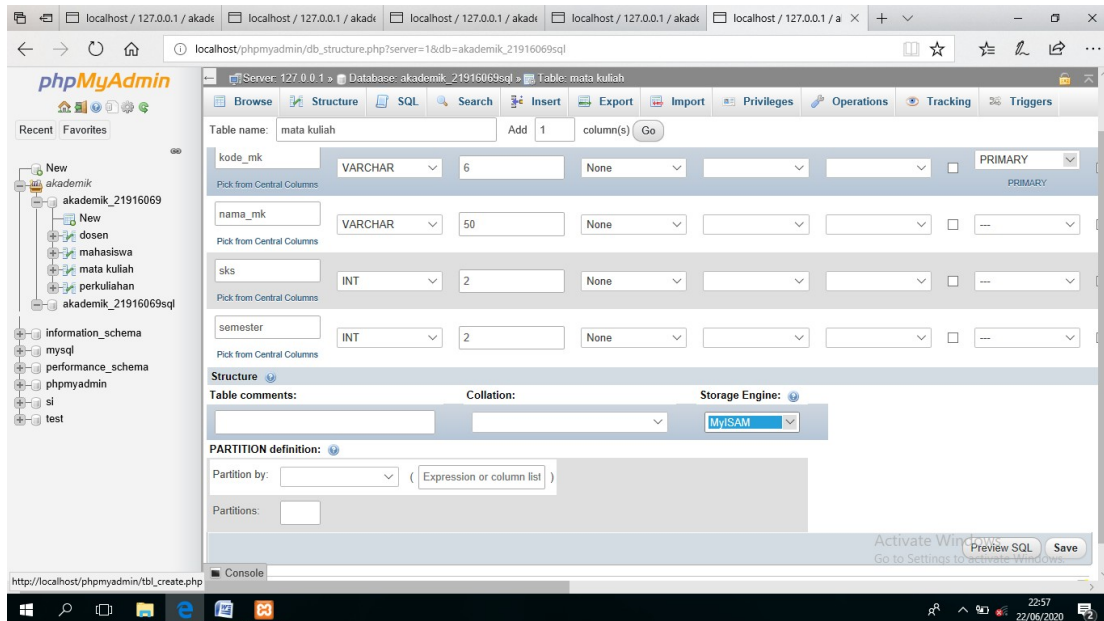 localhost / 127.0.0.1 / akade localhost / 127.0.0.1 / akade localhost / 127.0.0.1 / akade localhost / 127.0.0.1 / akade localhost / 127.0.0.1 / al
localhost/phpmyadmin/db_structure.php?server=1&db=akademik_21916069sql
phpMyAdmin
Recent Favorites
New
akademik
akademik_21916069
New
dosen
mahasiswa
mata kuliah
perkuliahan
akademik_21916069sql
information_schema
mysql
performance_schema
phpmyadmin
si
test
Server: 127.0.0.1 » Database: akademik_21916069sql » Table: mata kuliah
Browse Structure SQL Search Insert Export Import Privileges Operations Tracking Triggers
Table name: mata kuliah Add 1 column(s) Go
kode_mk VARCHAR 6 None PRIMARY
Pick from Central Columns PRIMARY
nama_mk VARCHAR 50 None ---
Pick from Central Columns
sks INT 2 None ---
Pick from Central Columns
semester INT 2 None ---
Pick from Central Columns
Structure
Table comments: Collation: Storage Engine:
MyISAM
PARTITION definition:
Partition by: ( Expression or column list )
Partitions:
Activate Windows
Go to Settings to activate Windows.
Preview SQL Save
Console
http://localhost/phpmyadmin/tbl_create.php
22:57
22/06/2020